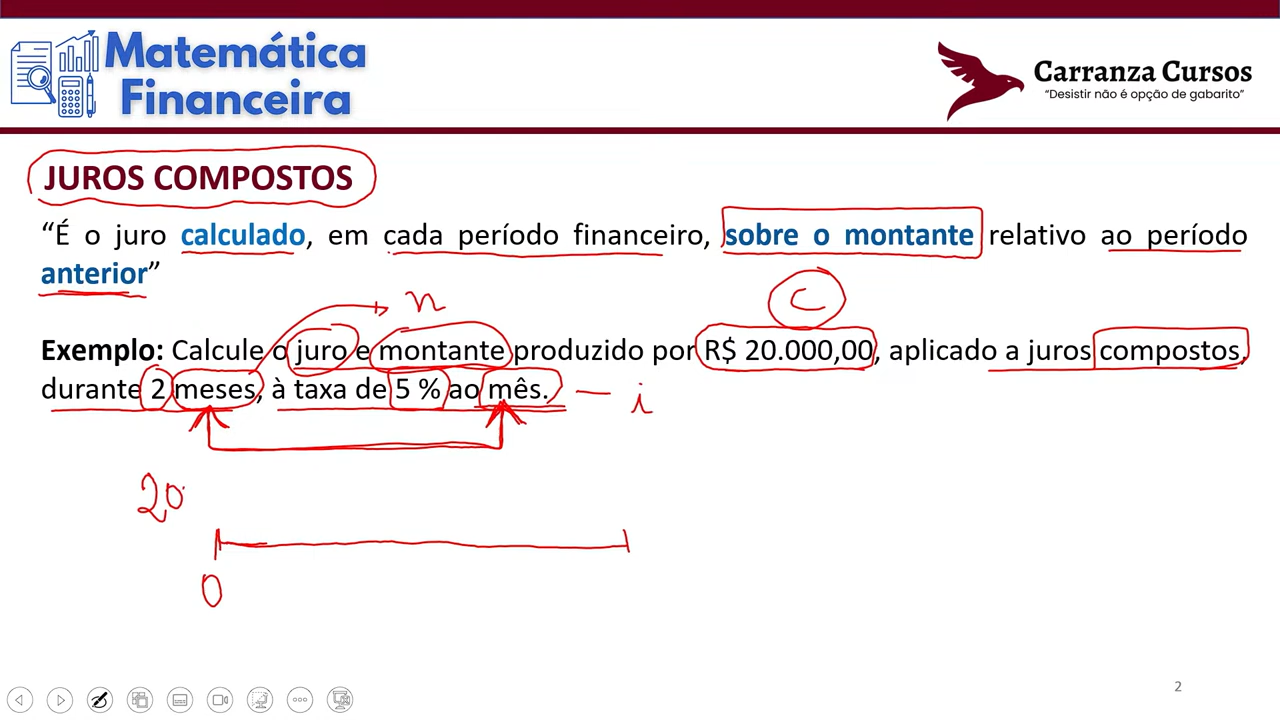 Matemática
Financeira
Carranza Cursos
“Desistir não é opção de gabarito”
JUROS COMPOSTOS
“É o juro calculado, em cada período financeiro, sobre o montante relativo ao período
anterior”
n
C
Exemplo: Calcule o juro e montante produzido por R$ 20.000,00, aplicado a juros compostos,
durante 2 meses, à taxa de 5 % ao mês. — i
20
0
2